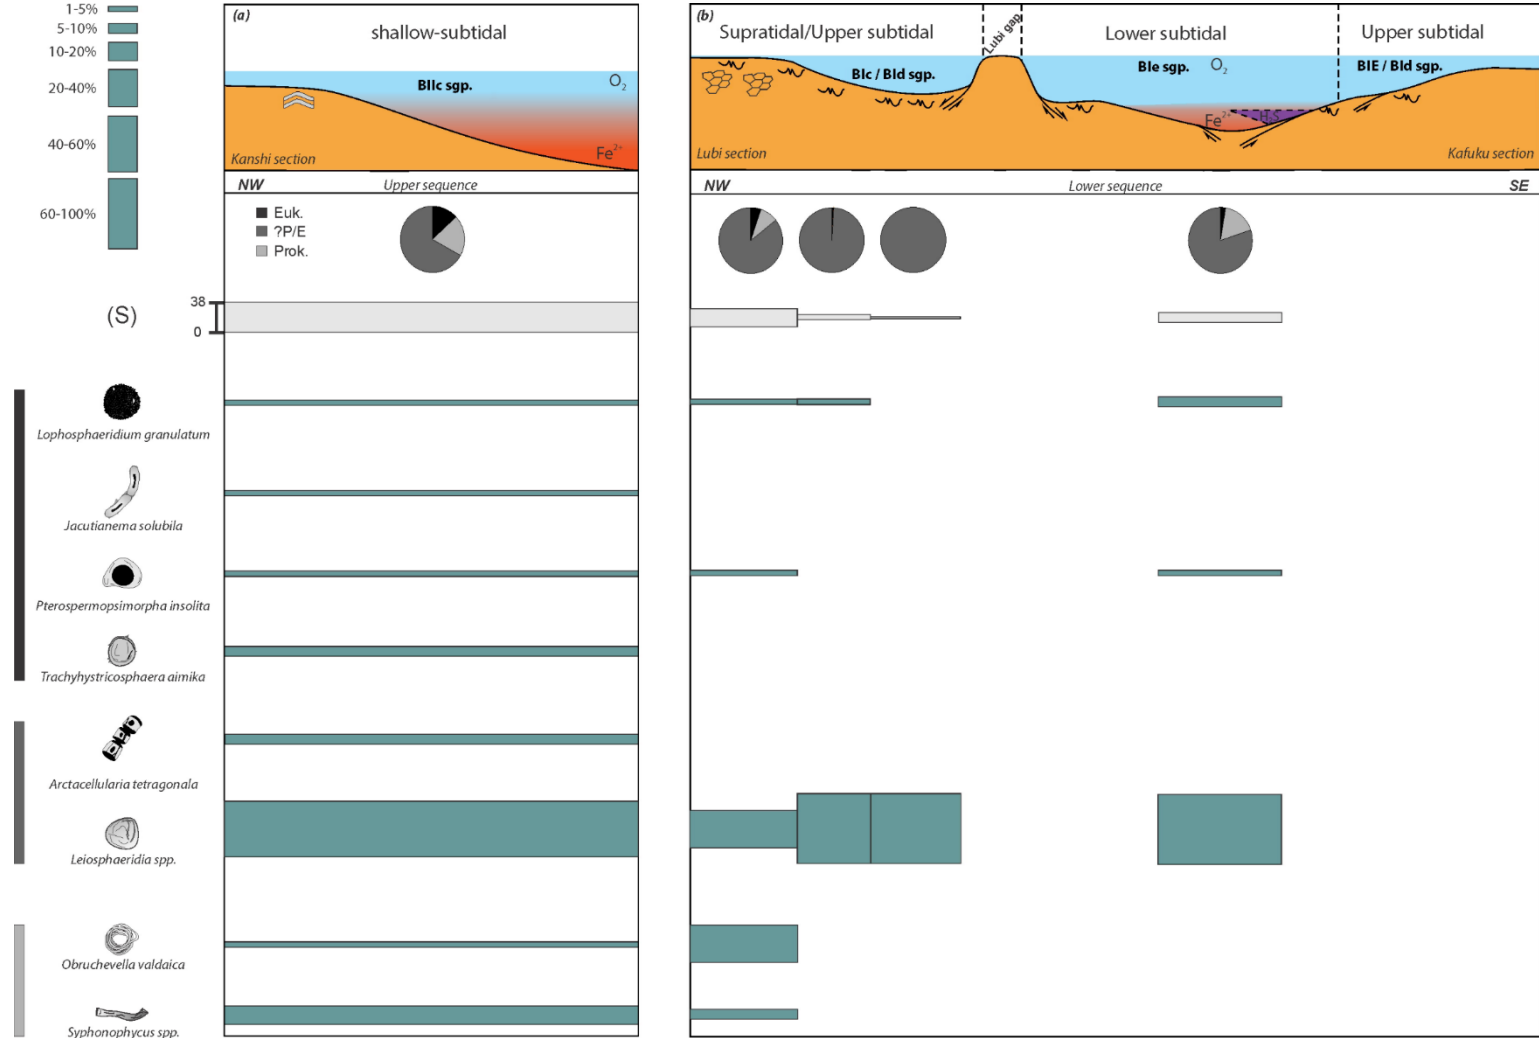 1-5%
5-10%
10-20%
20-40%
40-60%
60-100%
(a)
shallow-subtidal
BIIc sgp.
O2
Fe2+
Kanshi section
NW
Upper sequence
Euk.
?P/E
Prok.
(b)
Supratidal/Upper subtidal
Lubi gap
Lower subtidal
Upper subtidal
BIc / BId sgp.
BIe sgp.
O2
BIE / BId sgp.
Fe2+
H2S
Lubi section
Kafuku section
NW
Lower sequence
SE
(S)
38
0
Lophosphaeridium granulatum
Jacutianema solubila
Pterospermopsimorpha insolita
Trachyhystricosphaera aimika
Arctacellularia tetragonala
Leiosphaeridia spp.
Obruchevella valdaica
Syphonophycus spp.